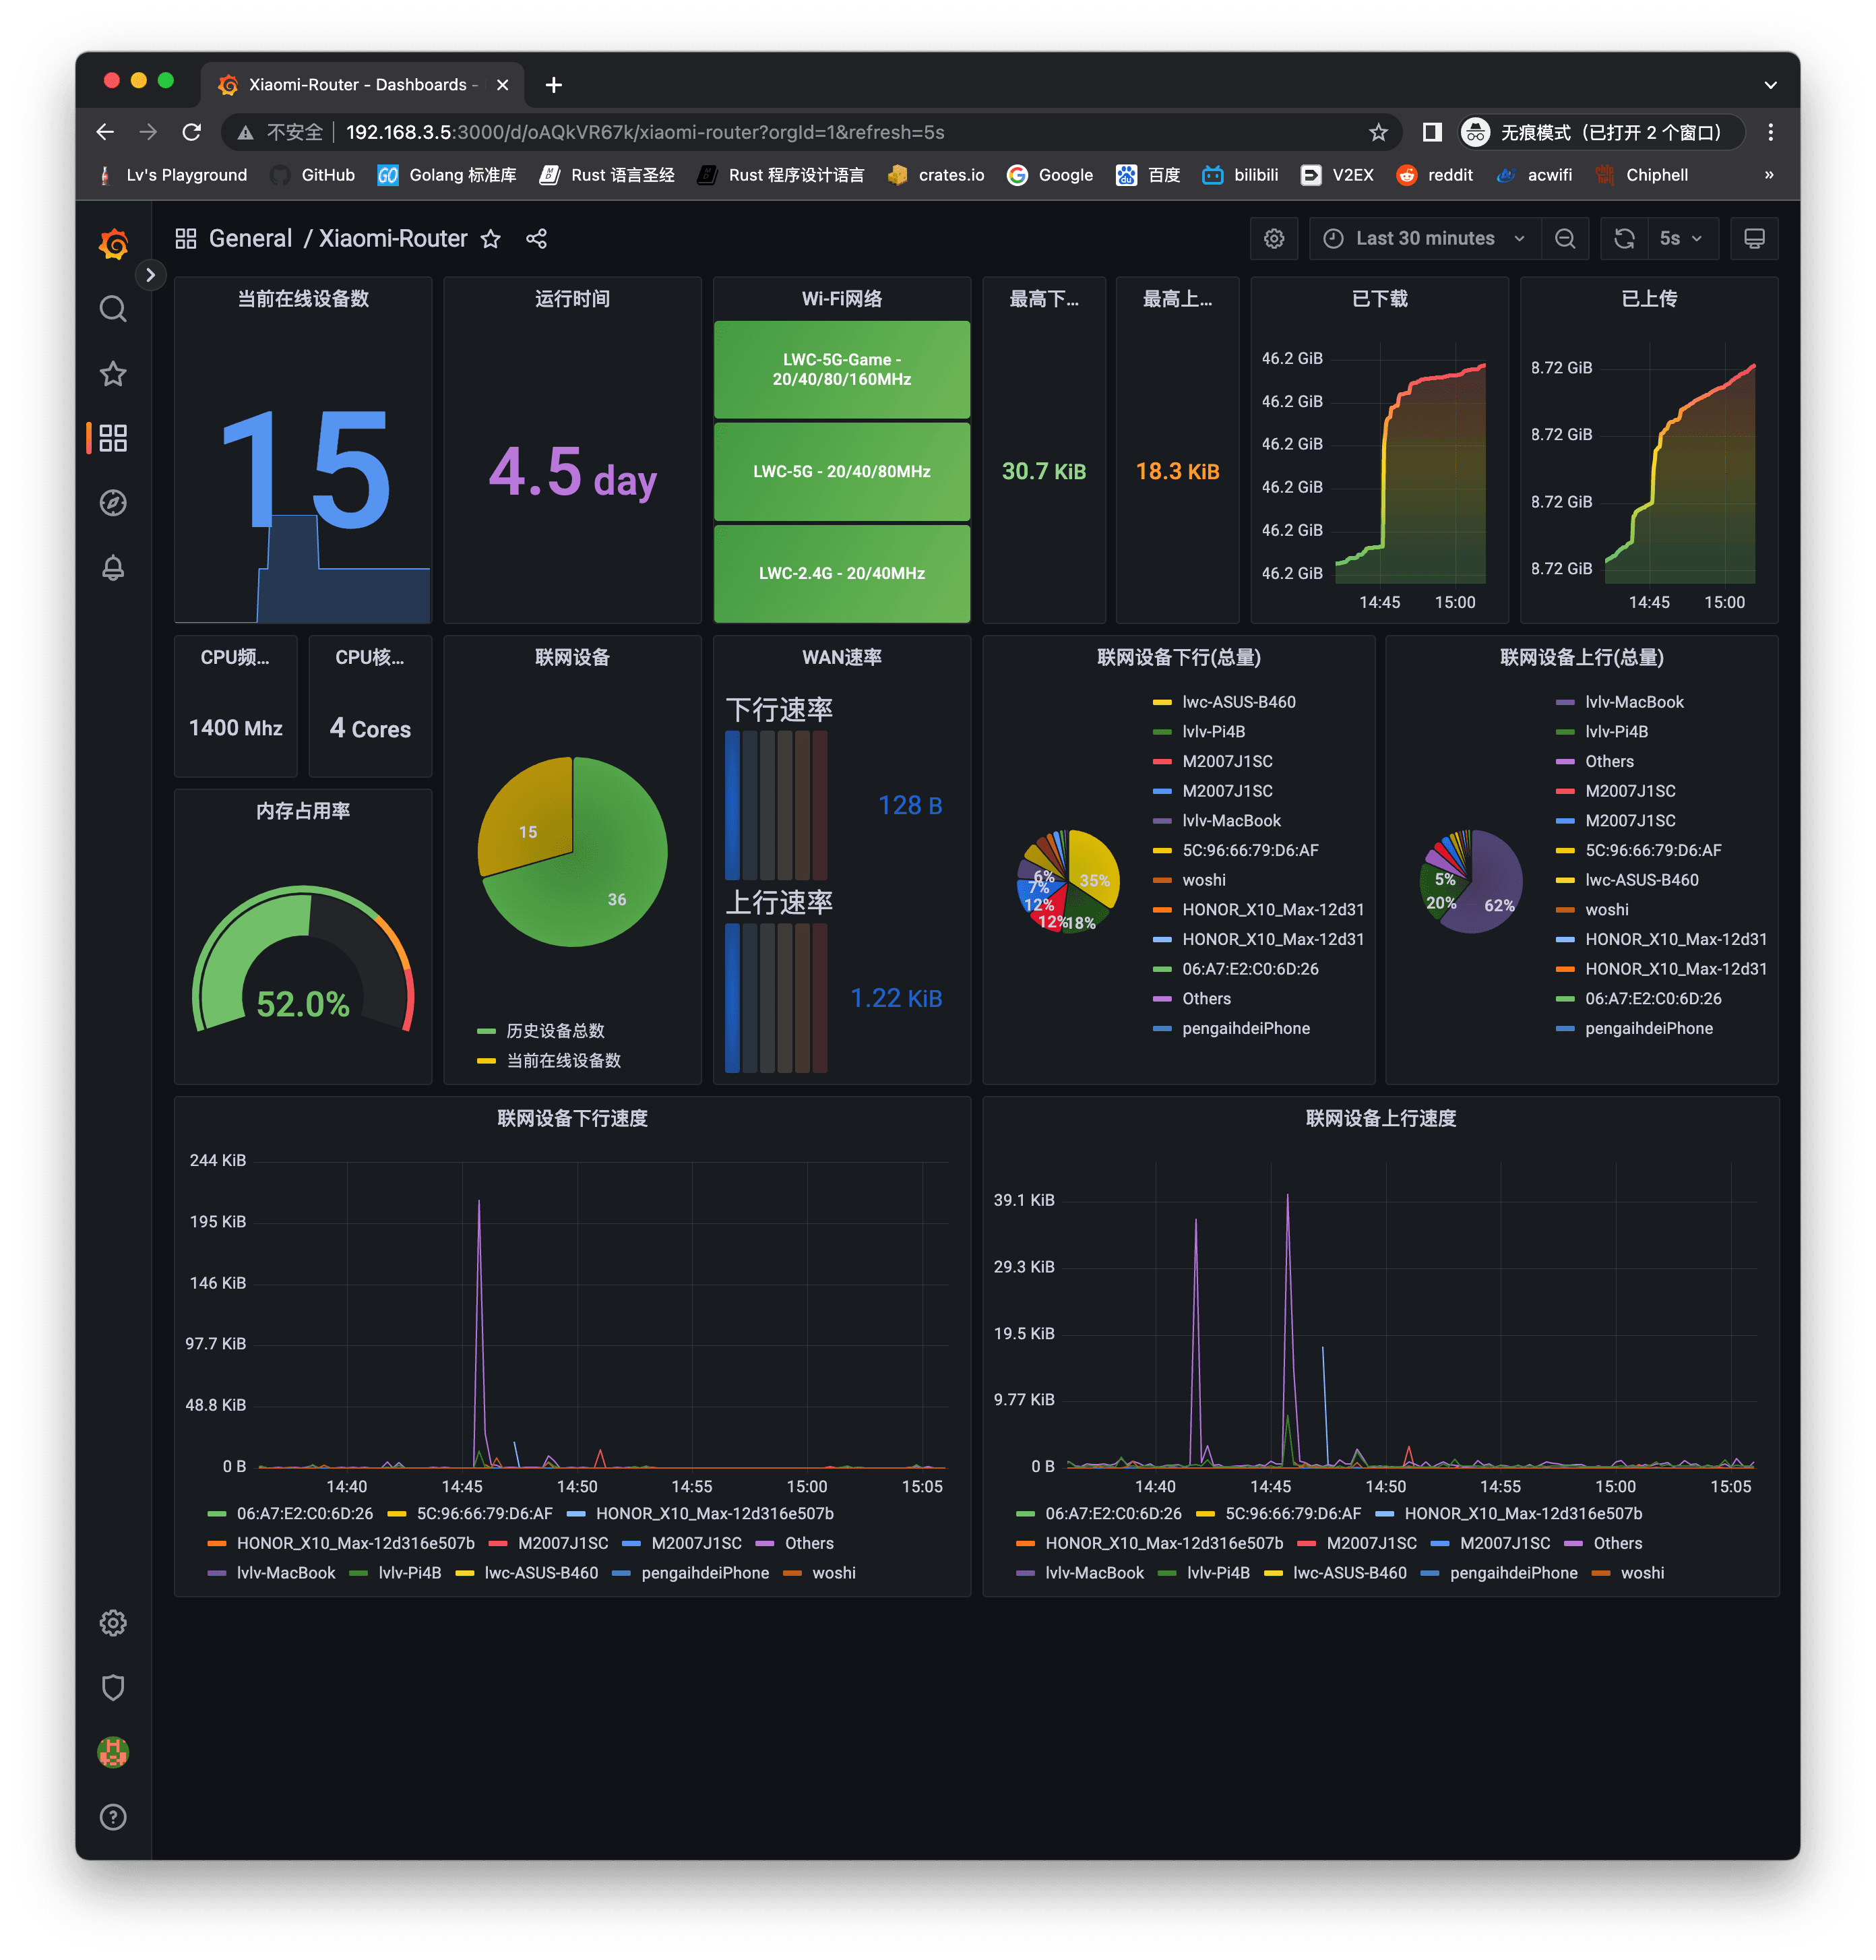 Xiaomi-Router - Dashboards -
不安全 192.168.3.5:3000/d/oAQkVR67k/xiaomi-router?orgId=1&refresh=5s 无痕模式（已打开 2 个窗口）
Lv's Playground GitHub Golang 标准库 Rust 语言圣经 Rust 程序设计语言 crates.io Google 百度 bilibili V2EX reddit acwifi Chiphell »
General / Xiaomi-Router Last 30 minutes 5s
当前在线设备数
15
运行时间
4.5 day
Wi-Fi网络
LWC-5G-Game -
20/40/80/160MHz
LWC-5G - 20/40/80MHz
LWC-2.4G - 20/40MHz
最高下...
30.7 KiB
最高上...
18.3 KiB
已下载
46.2 GiB
46.2 GiB
46.2 GiB
46.2 GiB
46.2 GiB
46.2 GiB
14:45 15:00
已上传
8.72 GiB
8.72 GiB
8.72 GiB
8.72 GiB
14:45 15:00
CPU频...
1400 Mhz
CPU核...
4 Cores
内存占用率
52.0%
联网设备
15
36
历史设备总数
当前在线设备数
WAN速率
下行速率
128 B
上行速率
1.22 KiB
联网设备下行(总量)
35%
18%
12%
12%
7%
6%
lwc-ASUS-B460
lvlv-Pi4B
M2007J1SC
M2007J1SC
lvlv-MacBook
5C:96:66:79:D6:AF
woshi
HONOR_X10_Max-12d31
HONOR_X10_Max-12d31
06:A7:E2:C0:6D:26
Others
pengaihdeiPhone
联网设备上行(总量)
62%
20%
5%
lvlv-MacBook
lvlv-Pi4B
Others
M2007J1SC
M2007J1SC
5C:96:66:79:D6:AF
lwc-ASUS-B460
woshi
HONOR_X10_Max-12d31
HONOR_X10_Max-12d31
06:A7:E2:C0:6D:26
pengaihdeiPhone
联网设备下行速度
244 KiB
195 KiB
146 KiB
97.7 KiB
48.8 KiB
0 B
14:40 14:45 14:50 14:55 15:00 15:05
06:A7:E2:C0:6D:26 5C:96:66:79:D6:AF HONOR_X10_Max-12d316e507b
HONOR_X10_Max-12d316e507b M2007J1SC M2007J1SC Others
lvlv-MacBook lvlv-Pi4B lwc-ASUS-B460 pengaihdeiPhone woshi
联网设备上行速度
39.1 KiB
29.3 KiB
19.5 KiB
9.77 KiB
0 B
14:40 14:45 14:50 14:55 15:00 15:05
06:A7:E2:C0:6D:26 5C:96:66:79:D6:AF HONOR_X10_Max-12d316e507b
HONOR_X10_Max-12d316e507b M2007J1SC M2007J1SC Others
lvlv-MacBook lvlv-Pi4B lwc-ASUS-B460 pengaihdeiPhone woshi